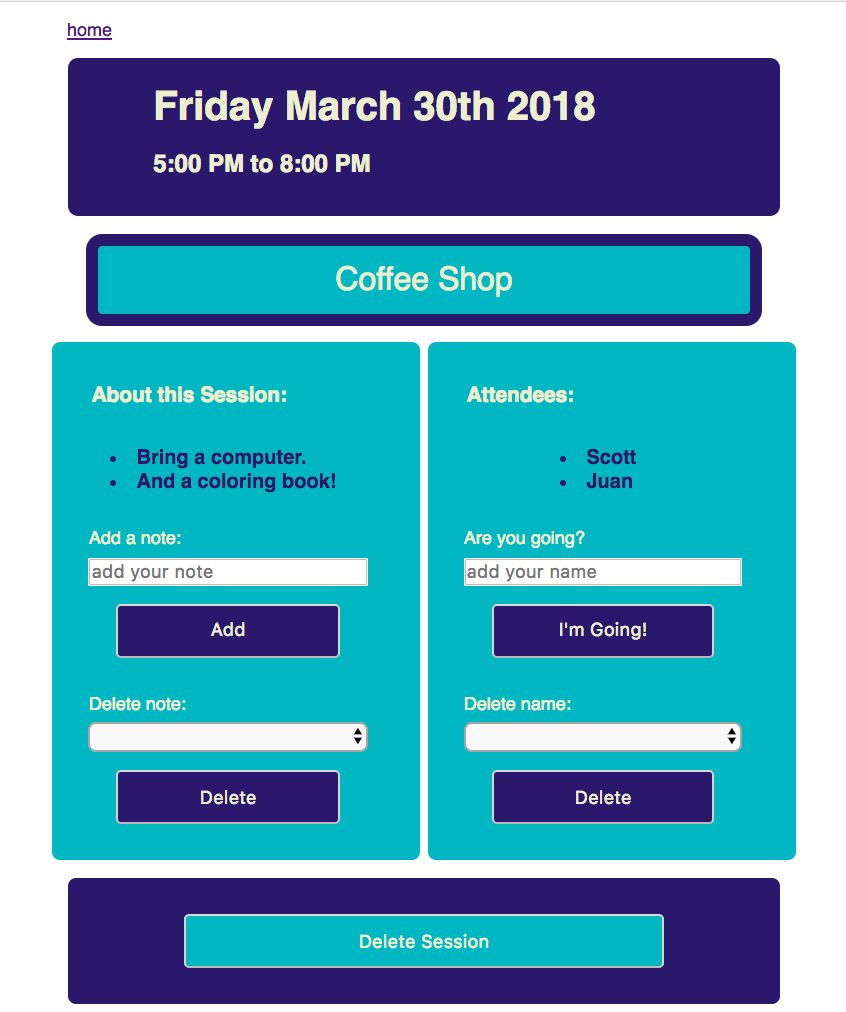 home
Friday March 30th 2018
5:00 PM to 8:00 PM
Coffee Shop
About this Session:
• Bring a computer.
• And a coloring book!
Add a note:
add your note
Add
Delete note:
Delete
Attendees:
• Scott
• Juan
Are you going?
add your name
I'm Going!
Delete name:
Delete
Delete Session